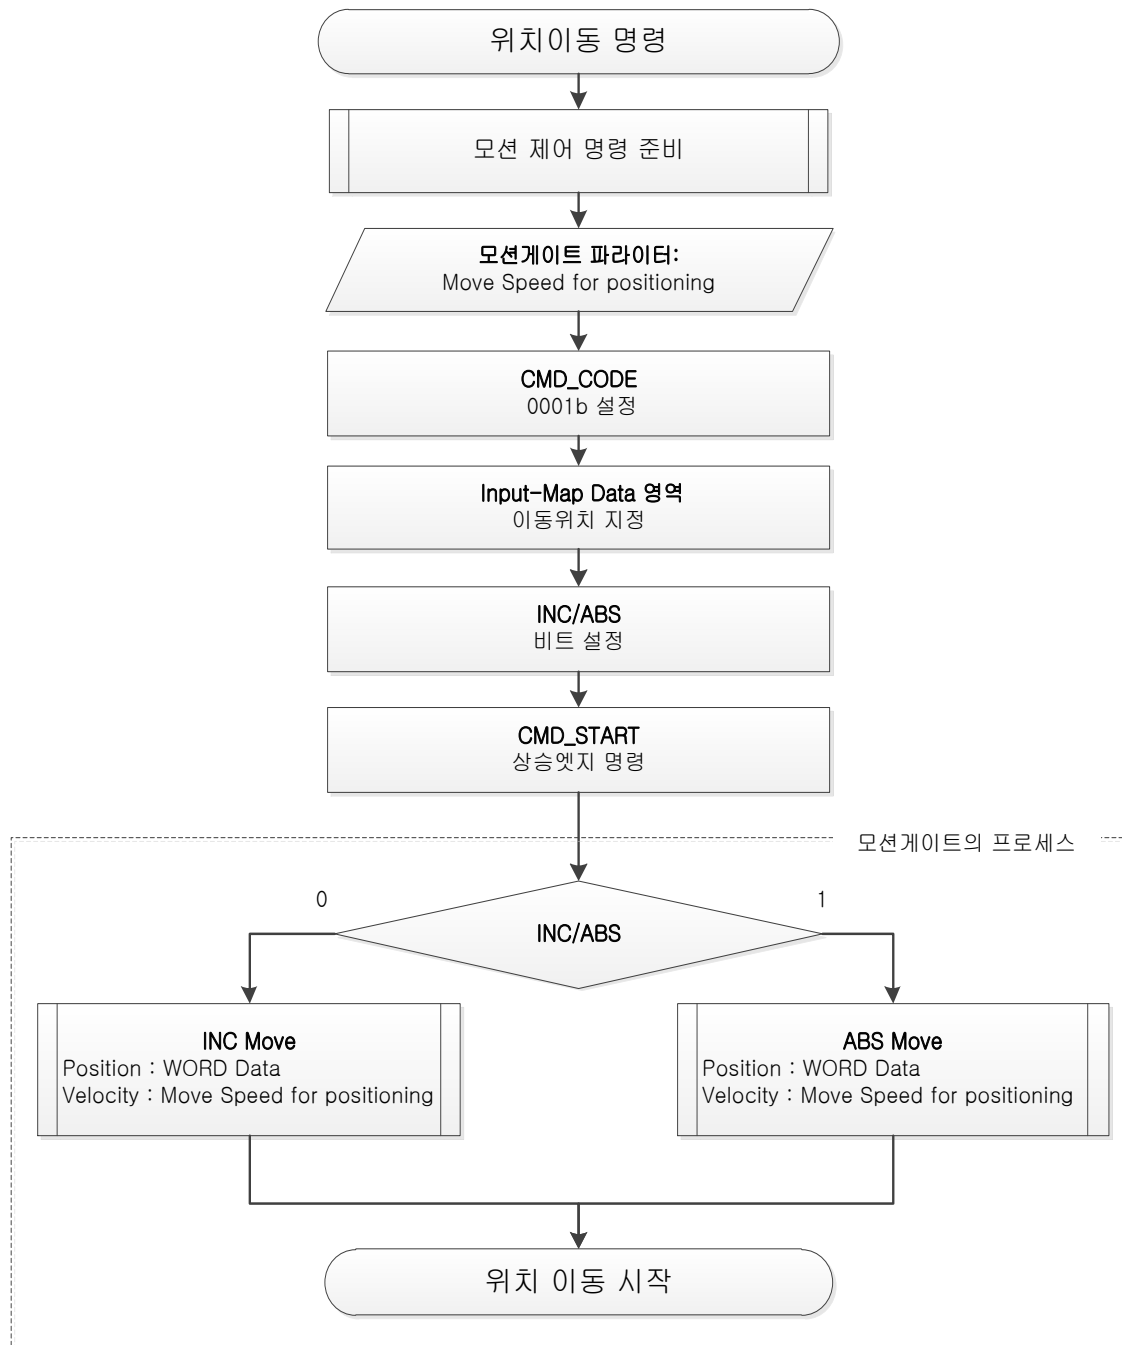 위치이동 명령
모션 제어 명령 준비
모션게이트 파라이터:
Move Speed for positioning
CMD_CODE
0001b 설정
Input-Map Data 영역
이동위치 지정
INC/ABS
비트 설정
CMD_START
상승엣지 명령
모션게이트의 프로세스
0
1
INC/ABS
INC Move
Position : WORD Data
Velocity : Move Speed for positioning
ABS Move
Position : WORD Data
Velocity : Move Speed for positioning
위치 이동 시작